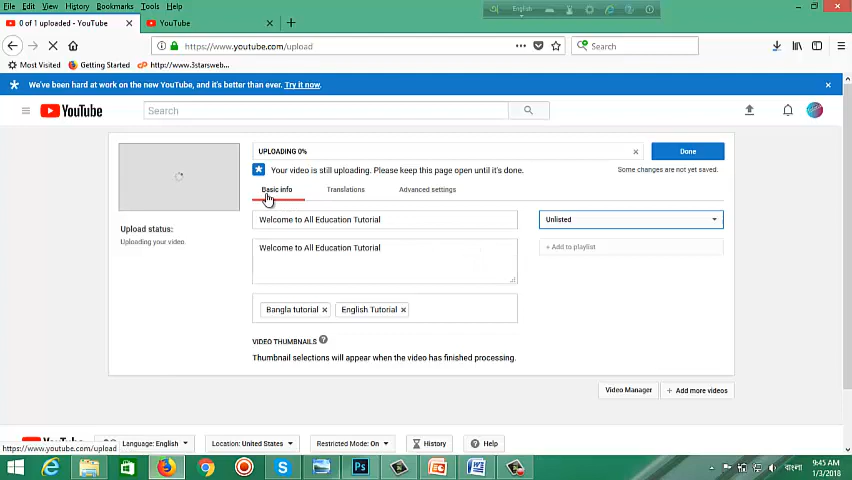 File Edit View History Bookmarks Tools Help
English
0 of 1 uploaded - YouTube
YouTube
https://www.youtube.com/upload
Search
Most Visited Getting Started http://www.3starsweb...
We've been hard at work on the new YouTube, and it's better than ever. Try it now.
YouTube
Search
UPLOADING 0%
Done
Your video is still uploading. Please keep this page open until it's done.
Some changes are not yet saved.
Basic info Translations Advanced settings
Welcome to All Education Tutorial
Unlisted
Upload status:
Uploading your video.
Welcome to All Education Tutorial
+ Add to playlist
Bangla tutorial English Tutorial
VIDEO THUMBNAILS
Thumbnail selections will appear when the video has finished processing.
Video Manager + Add more videos
Language: English Location: United States Restricted Mode: On History Help
https://www.youtube.com/upload
বাংলা
9:45 AM
1/3/2018